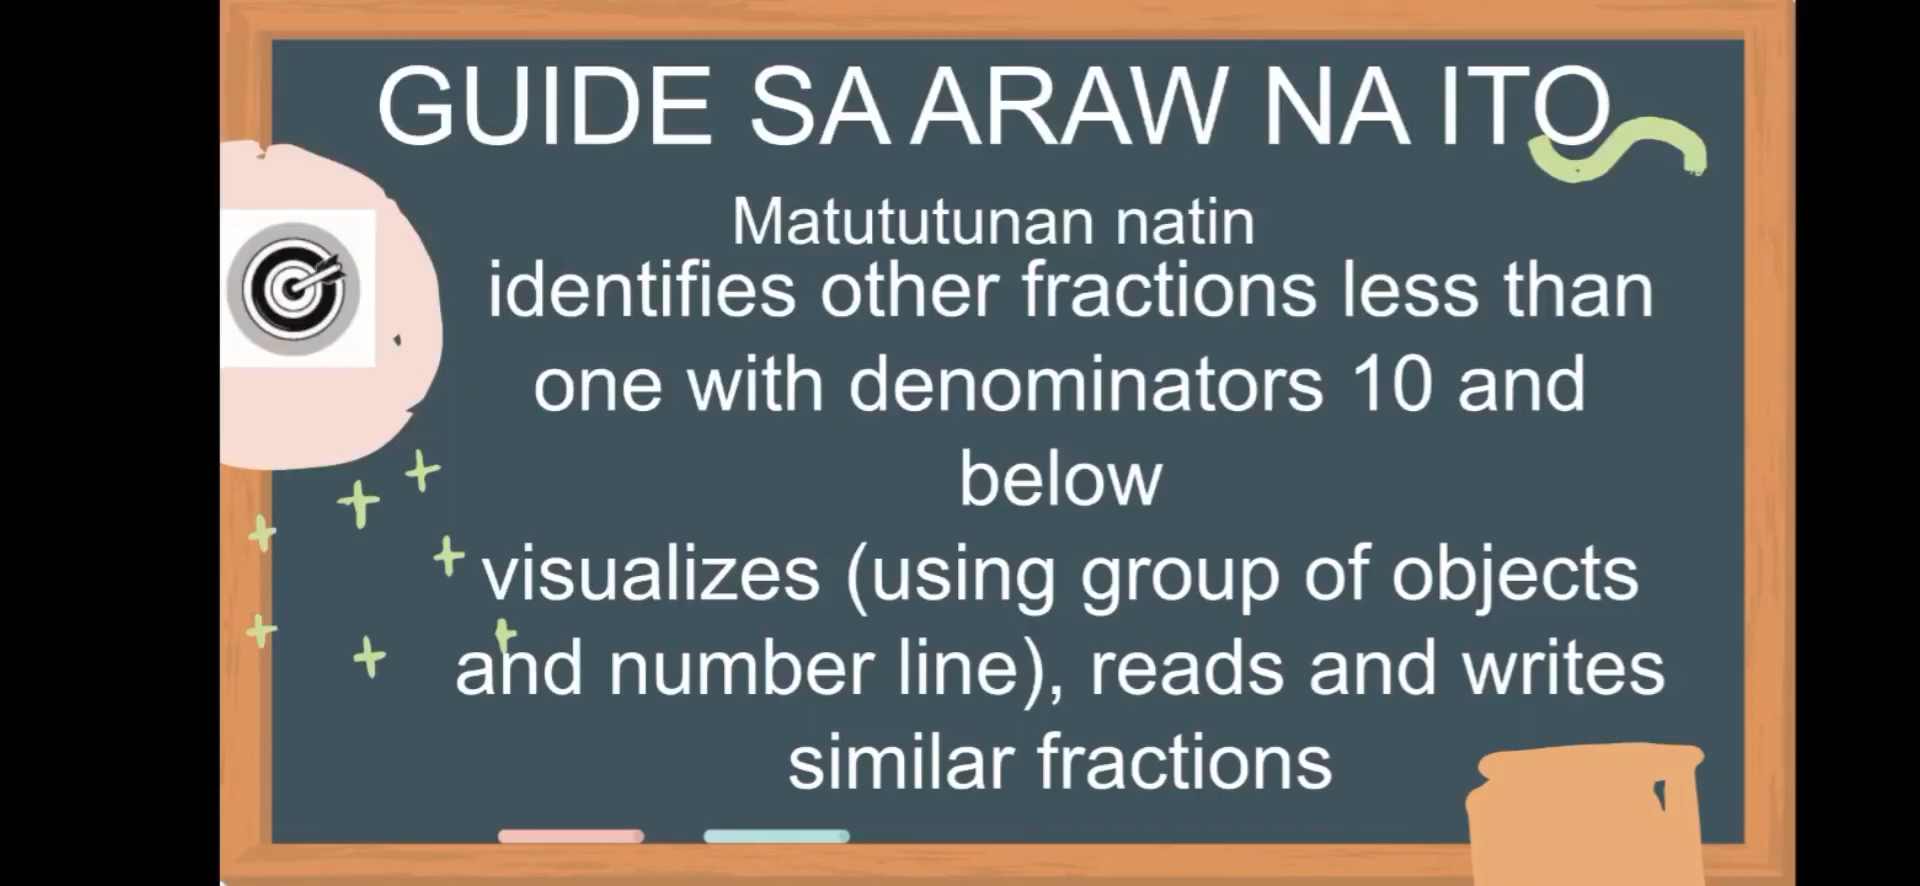 GUIDE SA ARAW NA ITO
Matututunan natin
identifies other fractions less than
one with denominators 10 and
below
visualizes (using group of objects
and number line), reads and writes
similar fractions